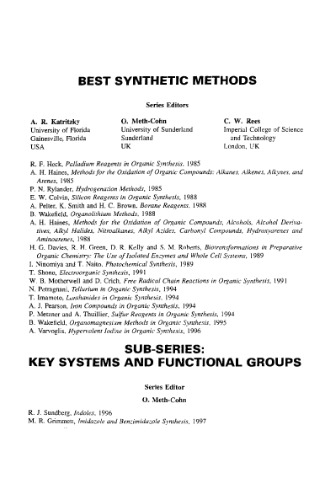 BEST SYNTHETIC METHODS
Series Editors
A. R. Katritzky O. Meth-Cohn C. W. Rees
University of Florida University of Sunderland Imperial College of Science
Gainesville, Florida Sunderland and Technology
USA UK London, UK
R. F. Heck, Palladium Reagents in Organic Synthesis, 1985
A. H. Haines, Methods for the Oxidation of Organic Compounds: Alkanes, Alkenes, Alkynes, and
Arenes, 1985
P. N. Rylander, Hydrogenation Methods, 1985
E. W. Colvin, Silicon Reagents in Organic Synthesis, 1988
A. Pelter, K. Smith and H. C. Brown, Borane Reagents, 1988
B. Wakefield, Organolithium Methods, 1988
A. H. Haines, Methods for the Oxidation of Organic Compounds, Alcohols, Alcohol Deriva-
tives, Alkyl Halides, Nitroalkanes, Alkyl Azides, Carbonyl Compounds, Hydroxyarenes and
Aminoarenes, 1988
H. G. Davies, R. H. Green, D. R. Kelly and S. M. Roberts, Biotransformations in Preparative
Organic Chemistry: The Use of Isolated Enzymes and Whole Cell Systems, 1989
I. Ninomiya and T. Naito, Photochemical Synthesis, 1989
T. Shono, Electroorganic Synthesis, 1991
W. B. Motherwell and D. Crich, Free Radical Chain Reactions in Organic Synthesis, 1991
N. Petragnani, Tellurium in Organic Synthesis, 1994
T. Imamoto, Lanthanides in Organic Synthesis, 1994
A. J. Pearson, Iron Compounds in Organic Synthesis, 1994
P. Metzner and A. Thuillier, Sulfur Reagents in Organic Synthesis, 1994
B. Wakefield, Organomagnesium Methods in Organic Synthesis, 1995
A. Varvoglis, Hypervalent Iodine in Organic Synthesis, 1996
SUB-SERIES:
KEY SYSTEMS AND FUNCTIONAL GROUPS
Series Editor
O. Meth-Cohn
R. J. Sundberg, Indoles, 1996
M. R. Grimmett, Imidazole and Benzimidazole Synthesis, 1997